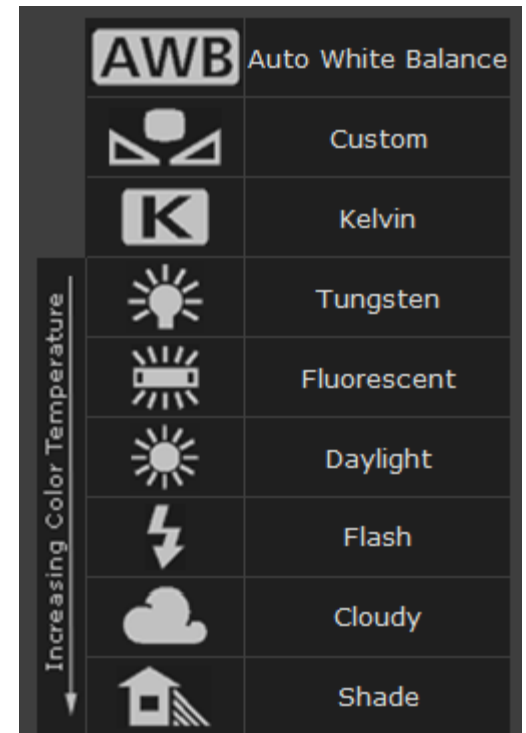 AWB Auto White Balance
Custom
K Kelvin
Tungsten
Fluorescent
Daylight
Flash
Cloudy
Shade
Increasing Color Temperature